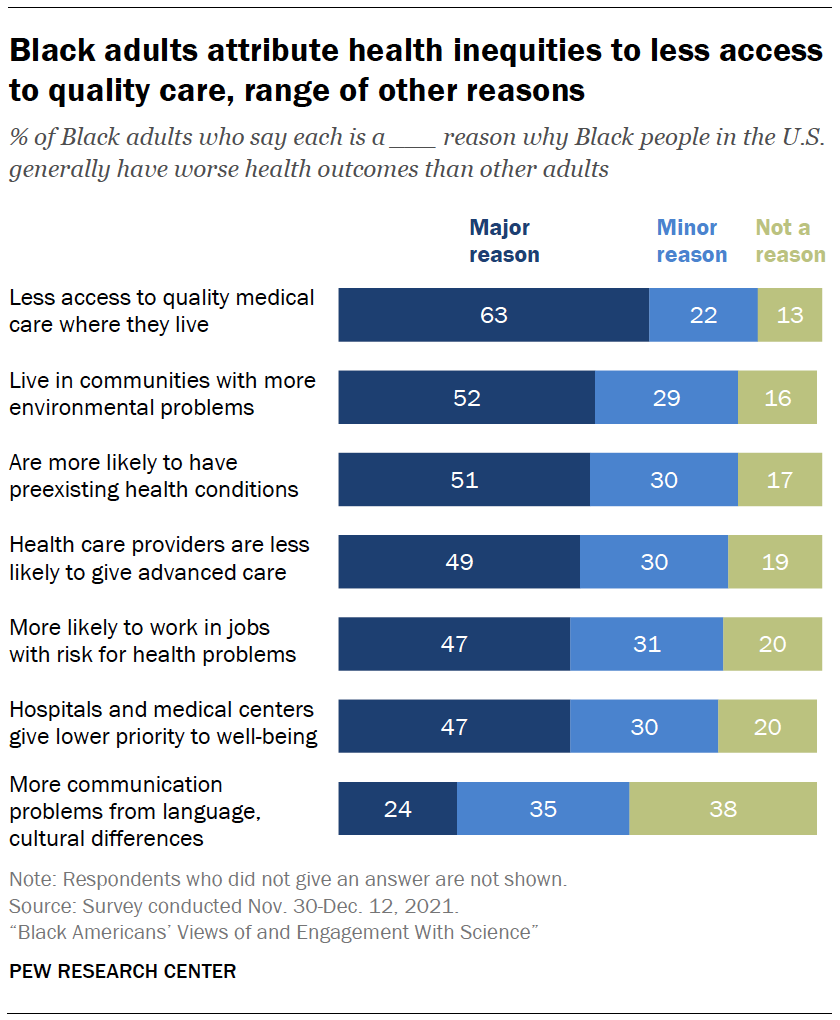 Black adults attribute health inequities to less access
to quality care, range of other reasons
% of Black adults who say each is a ___ reason why Black people in the U.S.
generally have worse health outcomes than other adults
Major Minor Not a
reason reason reason
Less access to quality medical
care where they live
63 22 13
Live in communities with more
environmental problems
52 29 16
Are more likely to have
preexisting health conditions
51 30 17
Health care providers are less
likely to give advanced care
49 30 19
More likely to work in jobs
with risk for health problems
47 31 20
Hospitals and medical centers
give lower priority to well-being
47 30 20
More communication
problems from language,
cultural differences
24 35 38
Note: Respondents who did not give an answer are not shown.
Source: Survey conducted Nov. 30-Dec. 12, 2021.
“Black Americans’ Views of and Engagement With Science”
PEW RESEARCH CENTER